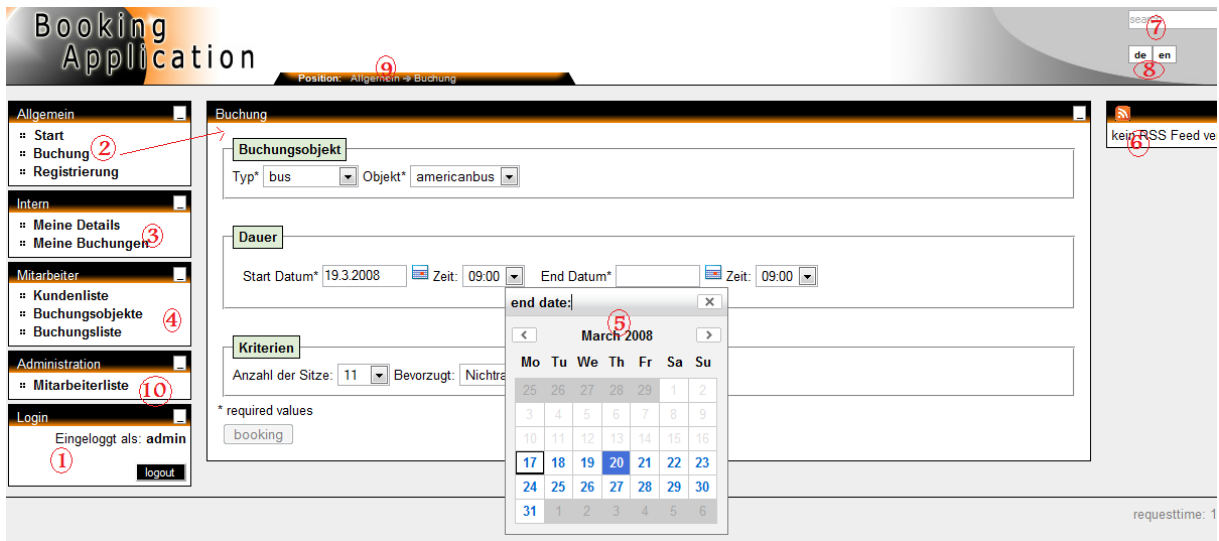 Booking
Application
search
7
de en
8
9
Position: Allgemein → Buchung
Allgemein
Start
Buchung
Registrierung
2
Intern
Meine Details
Meine Buchungen
3
Mitarbeiter
Kundenliste
Buchungsobjekte
Buchungsliste
4
Administration
Mitarbeiterliste
10
Login
Eingeloggt als: admin
1
logout
Buchung
Buchungsobjekt
Typ* bus Objekt* americanbus
Dauer
Start Datum* 19.3.2008 Zeit: 09:00 End Datum* Zeit: 09:00
Kriterien
Anzahl der Sitze: 11 Bevorzugt: Nichtra
* required values
booking
end date:
5
March 2008
Mo Tu We Th Fr Sa Su
25 26 27 28 29 1 2
3 4 5 6 7 8 9
10 11 12 13 14 15 16
17 18 19 20 21 22 23
24 25 26 27 28 29 30
31 1 2 3 4 5 6
kein RSS Feed ve
6
requesttime: 1